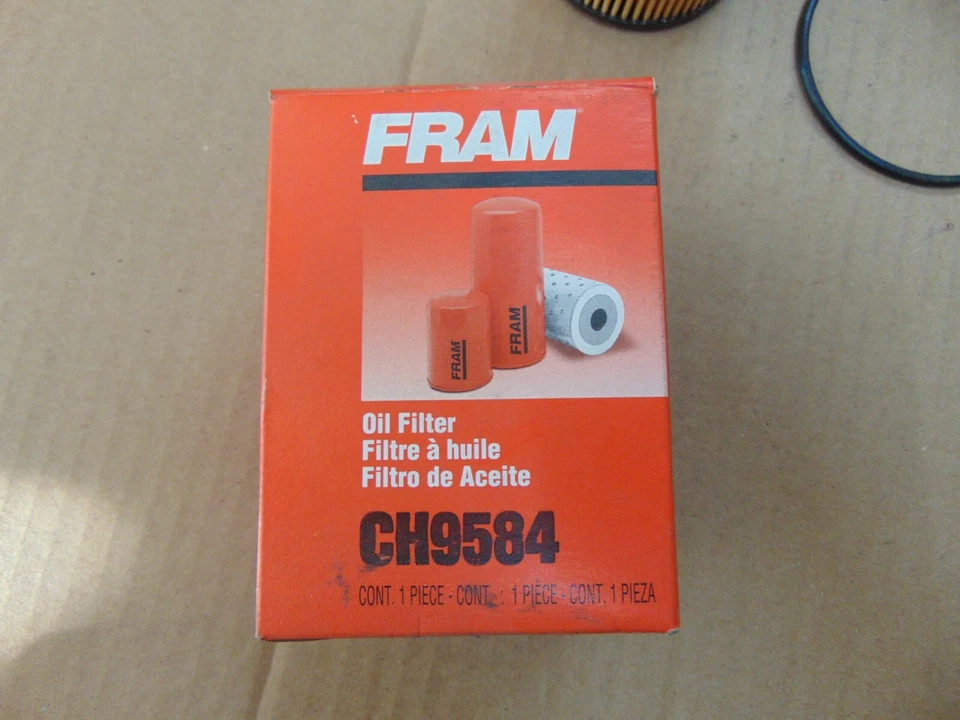 FRAM
FRAM
FRAM
Oil Filter
Filtre à huile
Filtro de Aceite
CH9584
CONT. 1 PIECE - CONT. : 1 PIÈCE - CONT. 1 PIEZA